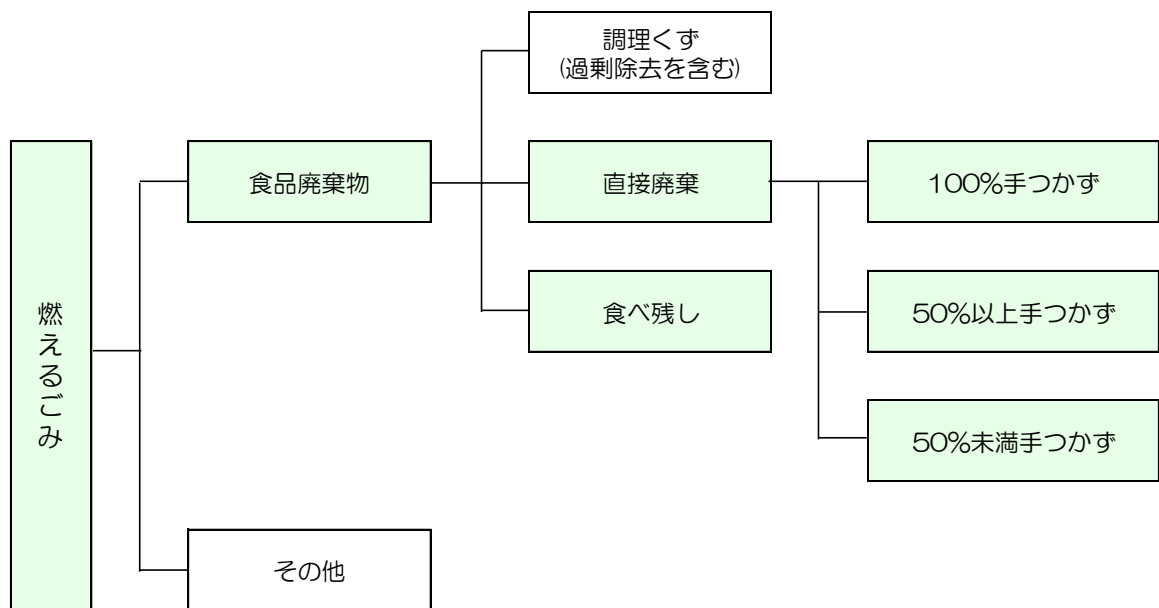 調理くず
(過剰除去を含む)
食品廃棄物
直接廃棄
100%手つかず
燃えるごみ
食べ残し
50%以上手つかず
50%未満手つかず
その他